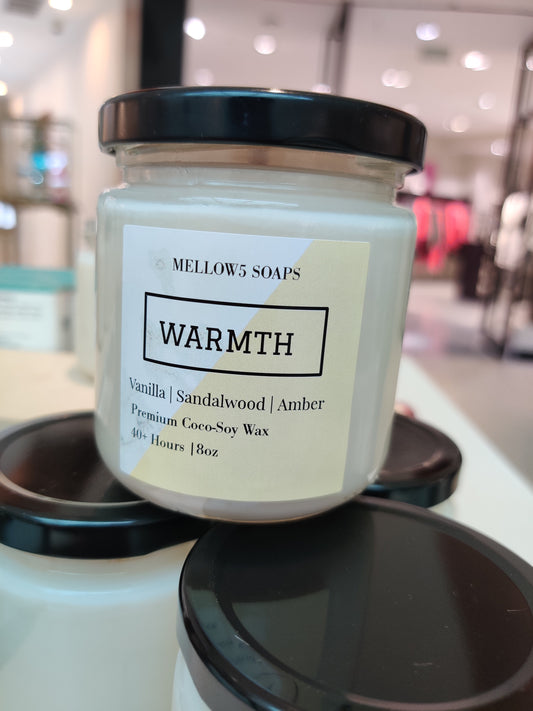 MELLOW5 SOAPS
WARMTH
Vanilla | Sandalwood | Amber
Premium Coco-Soy Wax
40+ Hours | 8oz